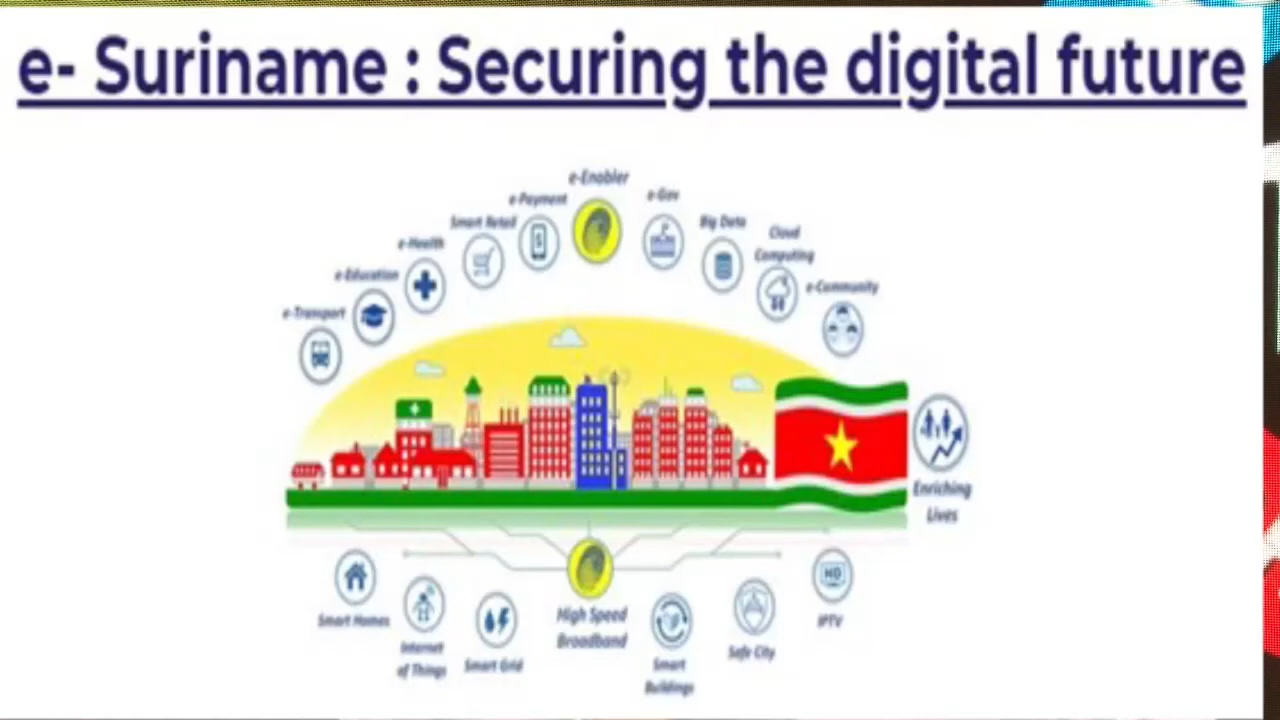 e- Suriname : Securing the digital future
e-Enabler
e-Payment
e-Gov
Smart Retail
Big Data
e-Health
Cloud
Computing
e-Education
e-Community
e-Transport
Enriching
Lives
HD
Smart Homes
Internet
of Things
Smart Grid
High Speed
Broadband
Smart
Buildings
Safe City
IPTV